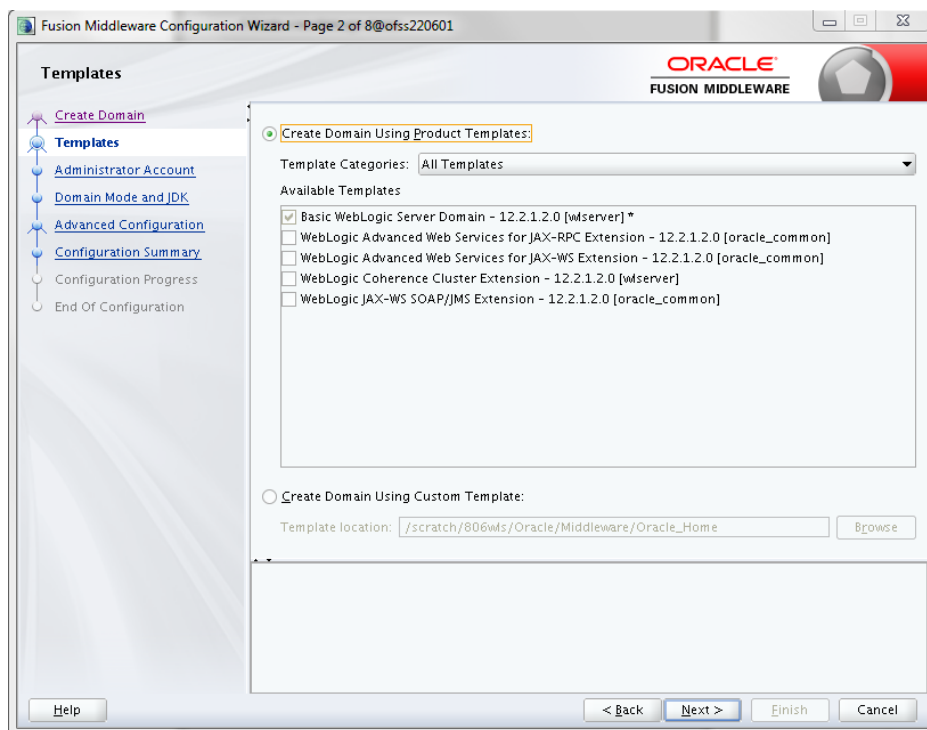 Fusion Middleware Configuration Wizard - Page 2 of 8@ofss220601
Templates
ORACLE
FUSION MIDDLEWARE
Create Domain
Templates
Administrator Account
Domain Mode and JDK
Advanced Configuration
Configuration Summary
Configuration Progress
End Of Configuration
Create Domain Using Product Templates:
Template Categories: All Templates
Available Templates
Basic WebLogic Server Domain - 12.2.1.2.0 [wlserver] *
WebLogic Advanced Web Services for JAX-RPC Extension - 12.2.1.2.0 [oracle_common]
WebLogic Advanced Web Services for JAX-WS Extension - 12.2.1.2.0 [oracle_common]
WebLogic Coherence Cluster Extension - 12.2.1.2.0 [wlserver]
WebLogic JAX-WS SOAP/JMS Extension - 12.2.1.2.0 [oracle_common]
Create Domain Using Custom Template:
Template location: /scratch/806wls/Oracle/Middleware/Oracle_Home Browse
Help < Back Next > Finish Cancel